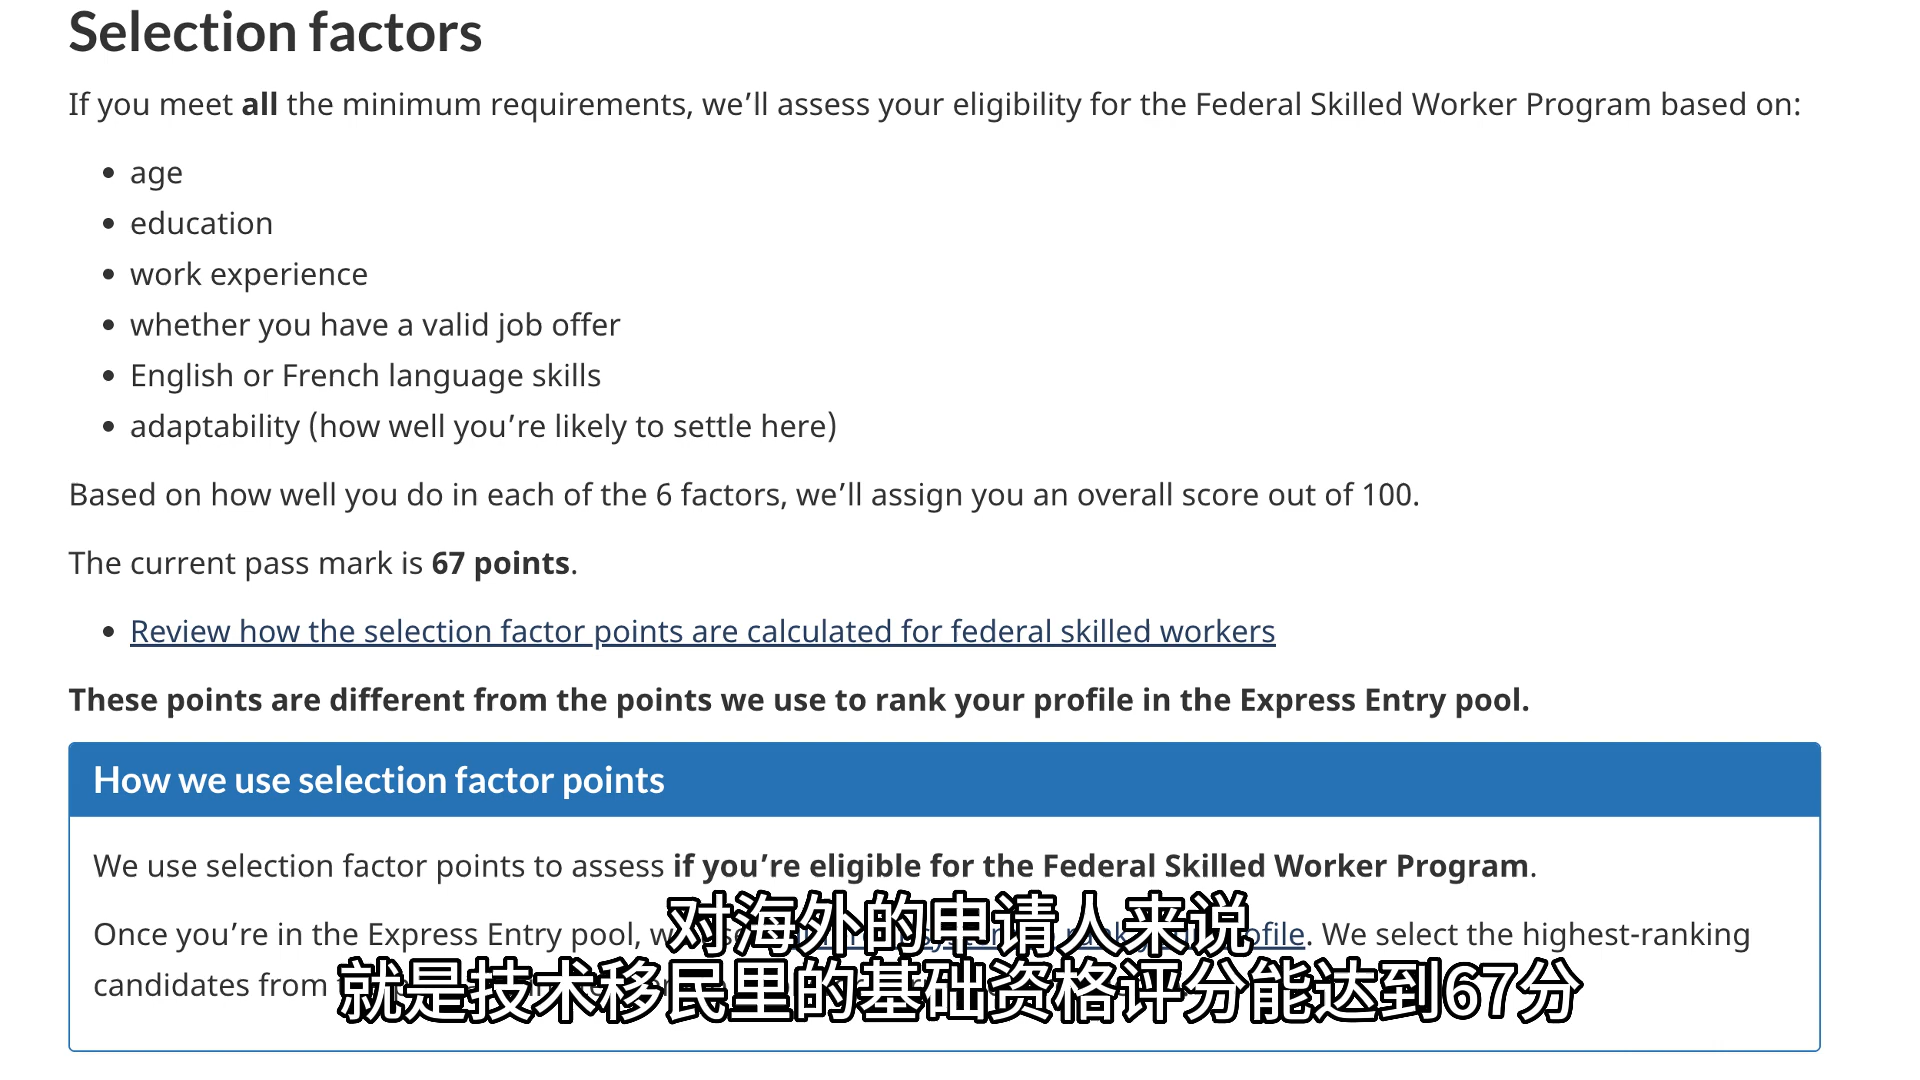 Selection factors
If you meet all the minimum requirements, we’ll assess your eligibility for the Federal Skilled Worker Program based on:
age
education
work experience
whether you have a valid job offer
English or French language skills
adaptability (how well you’re likely to settle here)
Based on how well you do in each of the 6 factors, we’ll assign you an overall score out of 100.
The current pass mark is 67 points.
Review how the selection factor points are calculated for federal skilled workers
These points are different from the points we use to rank your profile in the Express Entry pool.
How we use selection factor points
We use selection factor points to assess if you’re eligible for the Federal Skilled Worker Program.
Once you’re in the Express Entry pool, . We select the highest-ranking
candidates from
对海外的申请人来说
就是技术移民里的基础资格评分能达到67分